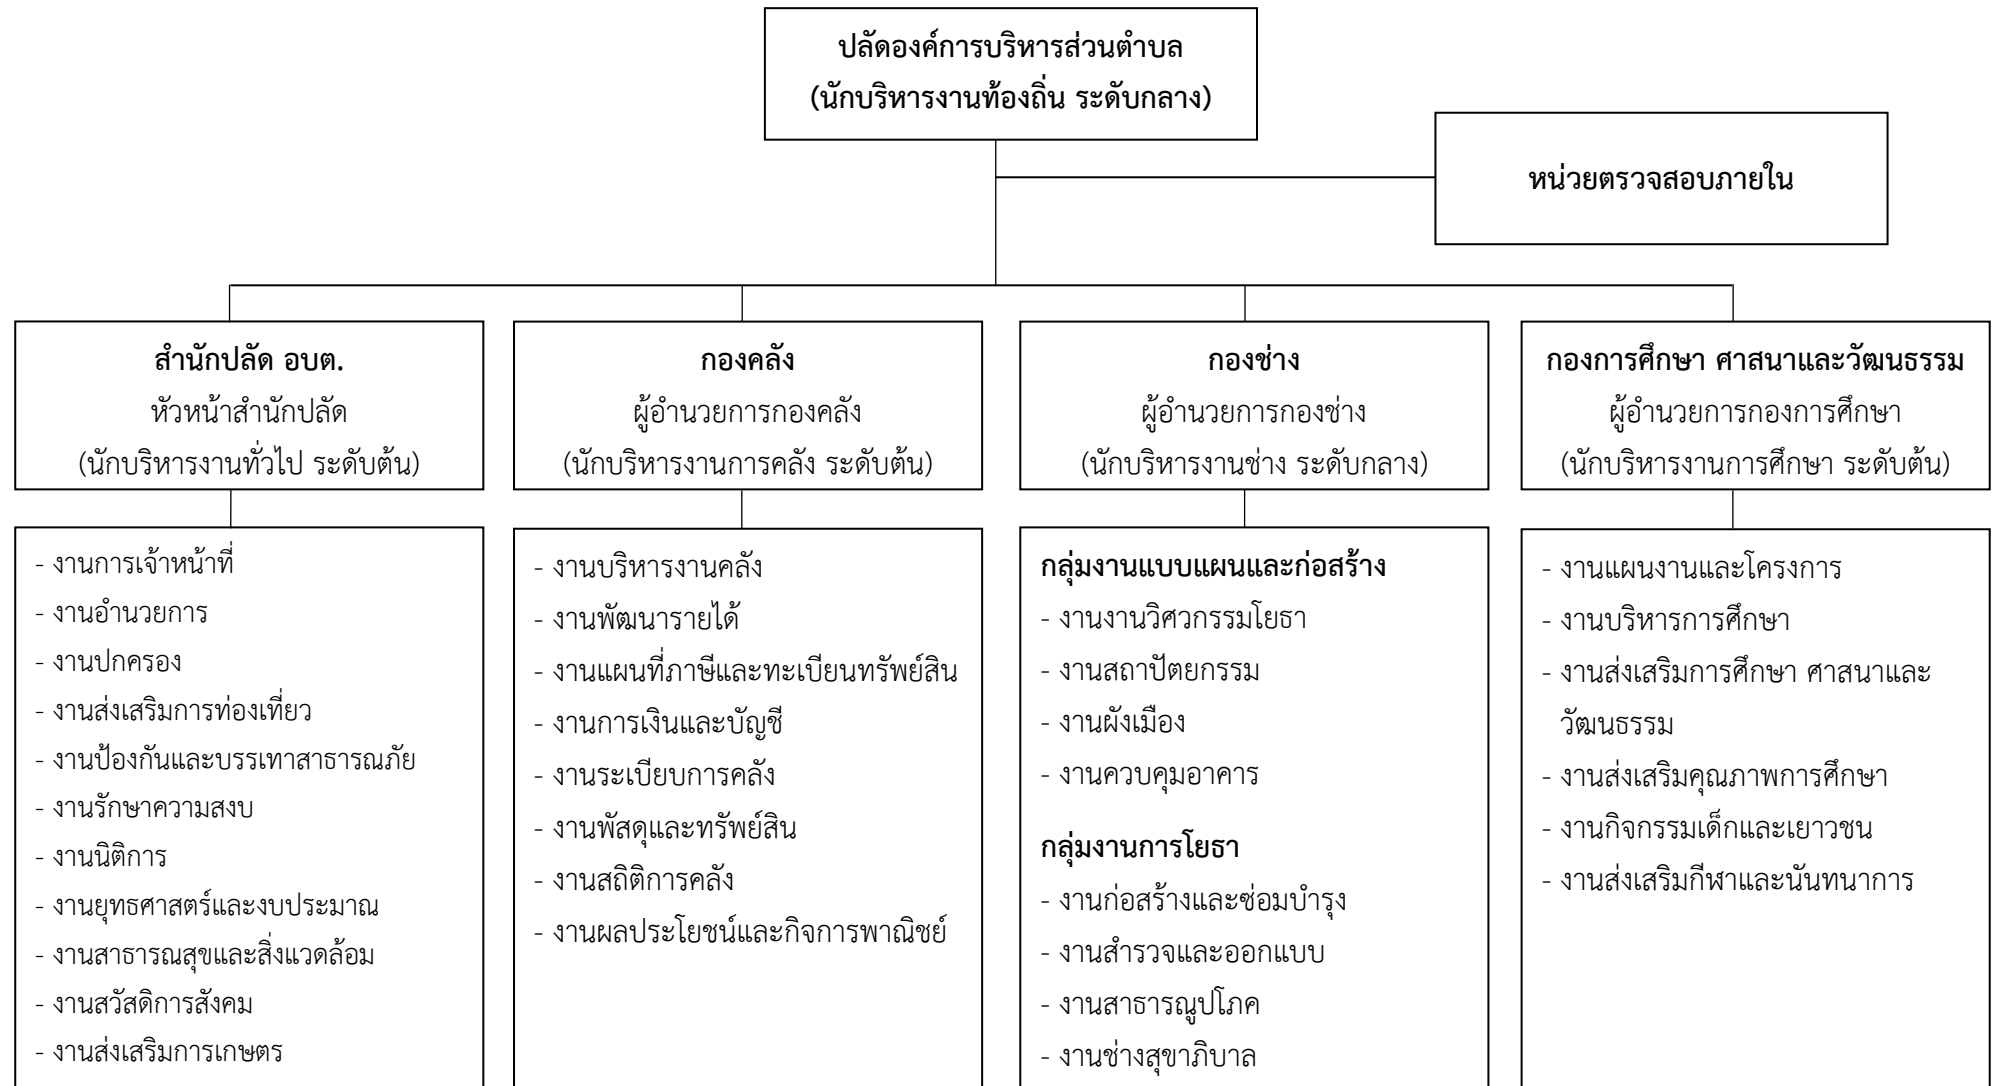 ปลัดองค์การบริหารส่วนตำบล
(นักบริหารงานท้องถิ่น ระดับกลาง)
หน่วยตรวจสอบภายใน
สำนักปลัด อบต.
หัวหน้าสำนักปลัด
(นักบริหารงานทั่วไป ระดับต้น)
กองคลัง
ผู้อำนวยการกองคลัง
(นักบริหารงานการคลัง ระดับต้น)
กองช่าง
ผู้อำนวยการกองช่าง
(นักบริหารงานช่าง ระดับกลาง)
กองการศึกษา ศาสนาและวัฒนธรรม
ผู้อำนวยการกองการศึกษา
(นักบริหารงานการศึกษา ระดับต้น)
- งานการเจ้าหน้าที่
- งานอำนวยการ
- งานปกครอง
- งานส่งเสริมการท่องเที่ยว
- งานป้องกันและบรรเทาสาธารณภัย
- งานรักษาความสงบ
- งานนิติการ
- งานยุทธศาสตร์และงบประมาณ
- งานสาธารณสุขและสิ่งแวดล้อม
- งานสวัสดิการสังคม
- งานส่งเสริมการเกษตร
- งานบริหารงานคลัง
- งานพัฒนารายได้
- งานแผนที่ภาษีและทะเบียนทรัพย์สิน
- งานการเงินและบัญชี
- งานระเบียบการคลัง
- งานพัสดุและทรัพย์สิน
- งานสถิติการคลัง
- งานผลประโยชน์และกิจการพาณิชย์
กลุ่มงานแบบแผนและก่อสร้าง
- งานงานวิศวกรรมโยธา
- งานสถาปัตยกรรม
- งานผังเมือง
- งานควบคุมอาคาร
กลุ่มงานการโยธา
- งานก่อสร้างและซ่อมบำรุง
- งานสำรวจและออกแบบ
- งานสาธารณูปโภค
- งานช่างสุขาภิบาล
- งานแผนงานและโครงการ
- งานบริหารการศึกษา
- งานส่งเสริมการศึกษา ศาสนาและ
วัฒนธรรม
- งานส่งเสริมคุณภาพการศึกษา
- งานกิจกรรมเด็กและเยาวชน
- งานส่งเสริมกีฬาและนันทนาการ